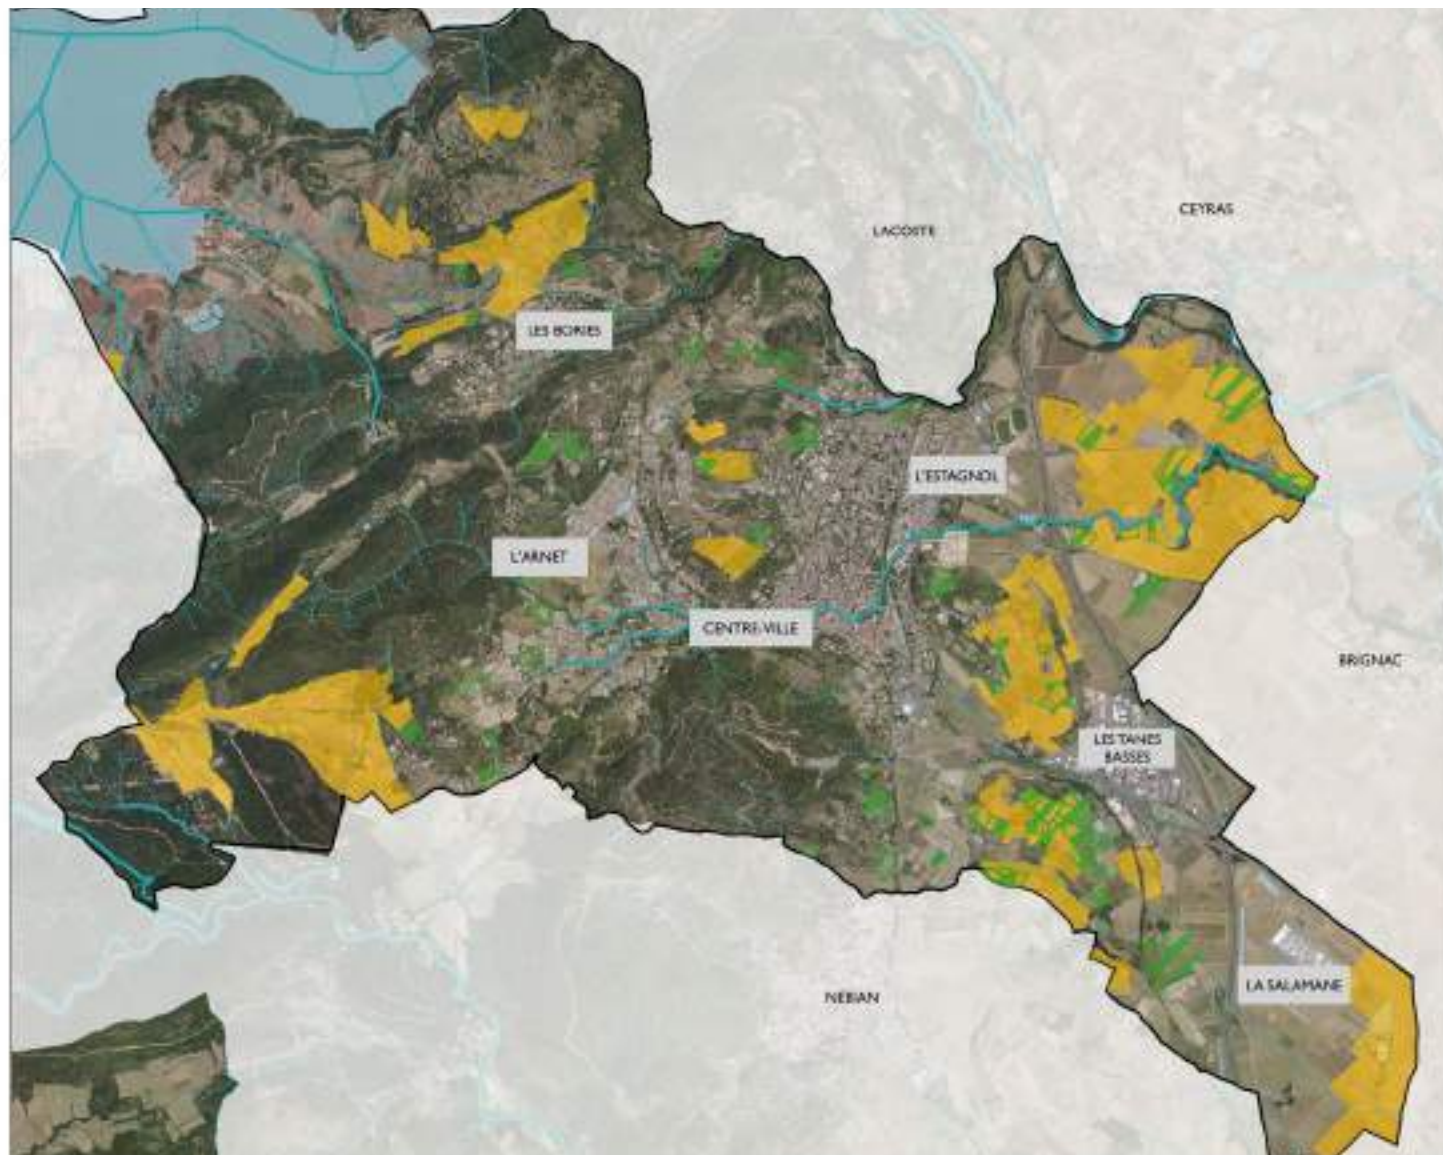 CEYRAS
LACOSTE
LES BORIES
L'ESTAGNOL
L'ARNET
CENTRE-VILLE
BRIGNAC
LES TANES
BASSES
LA SALAMANE
NEBIAN